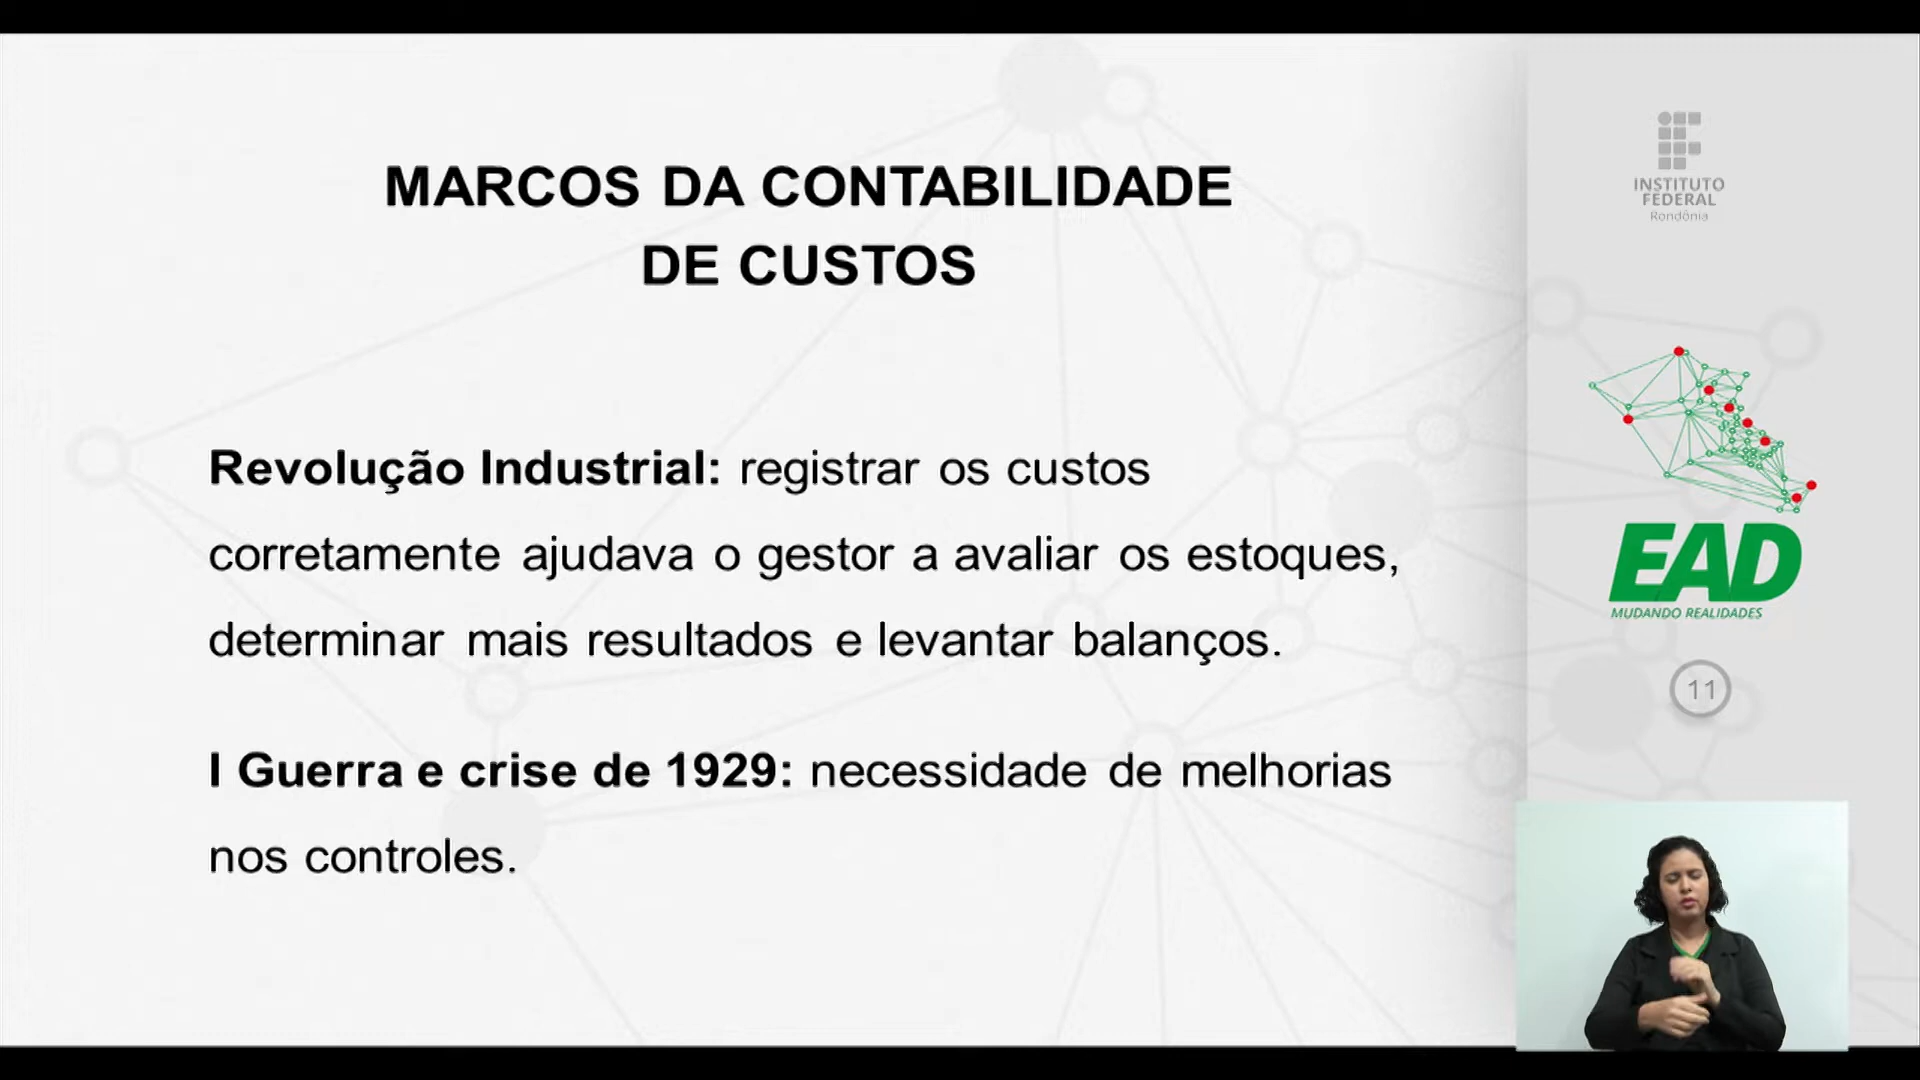 MARCOS DA CONTABILIDADE
DE CUSTOS
Revolução Industrial: registrar os custos
corretamente ajudava o gestor a avaliar os estoques,
determinar mais resultados e levantar balanços.
I Guerra e crise de 1929: necessidade de melhorias
nos controles.
INSTITUTO
FEDERAL
Rondônia
EAD
MUDANDO REALIDADES
11